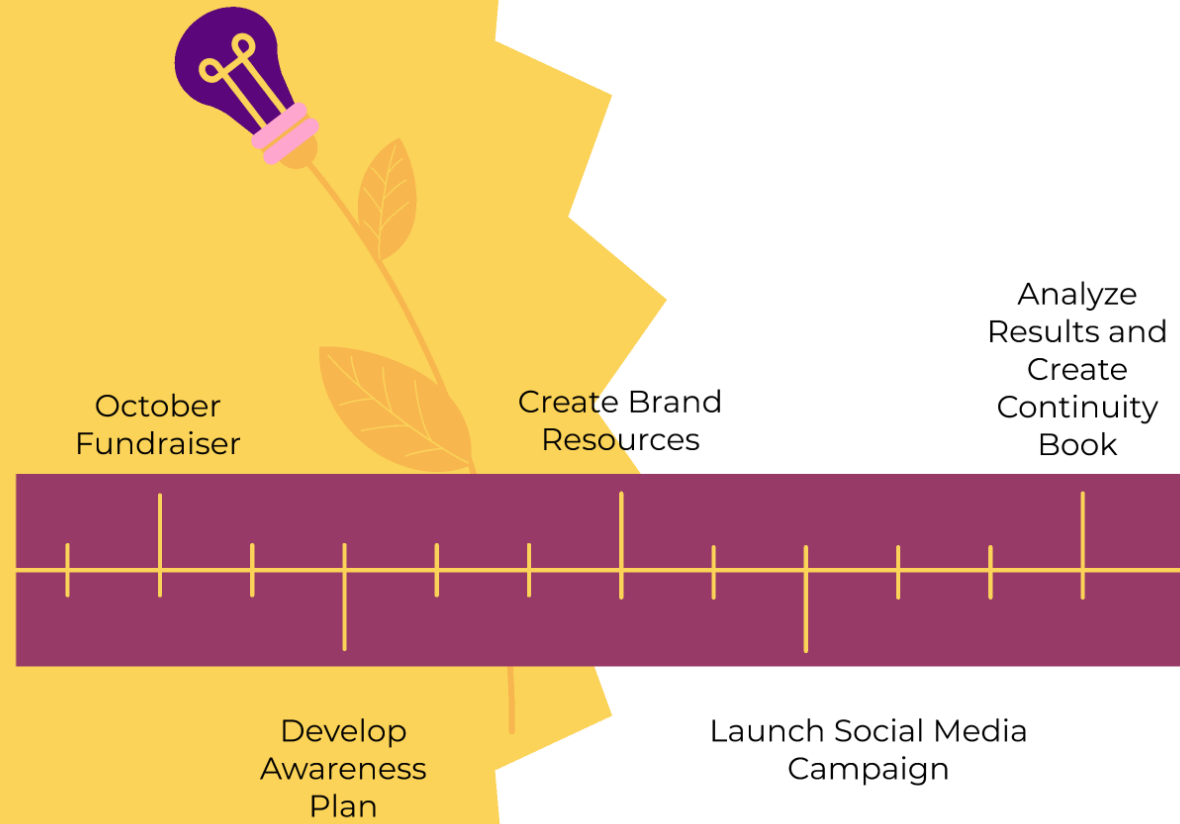 October
Fundraiser
Develop
Awareness
Plan
Create Brand
Resources
Launch Social Media
Campaign
Analyze
Results and
Create
Continuity
Book